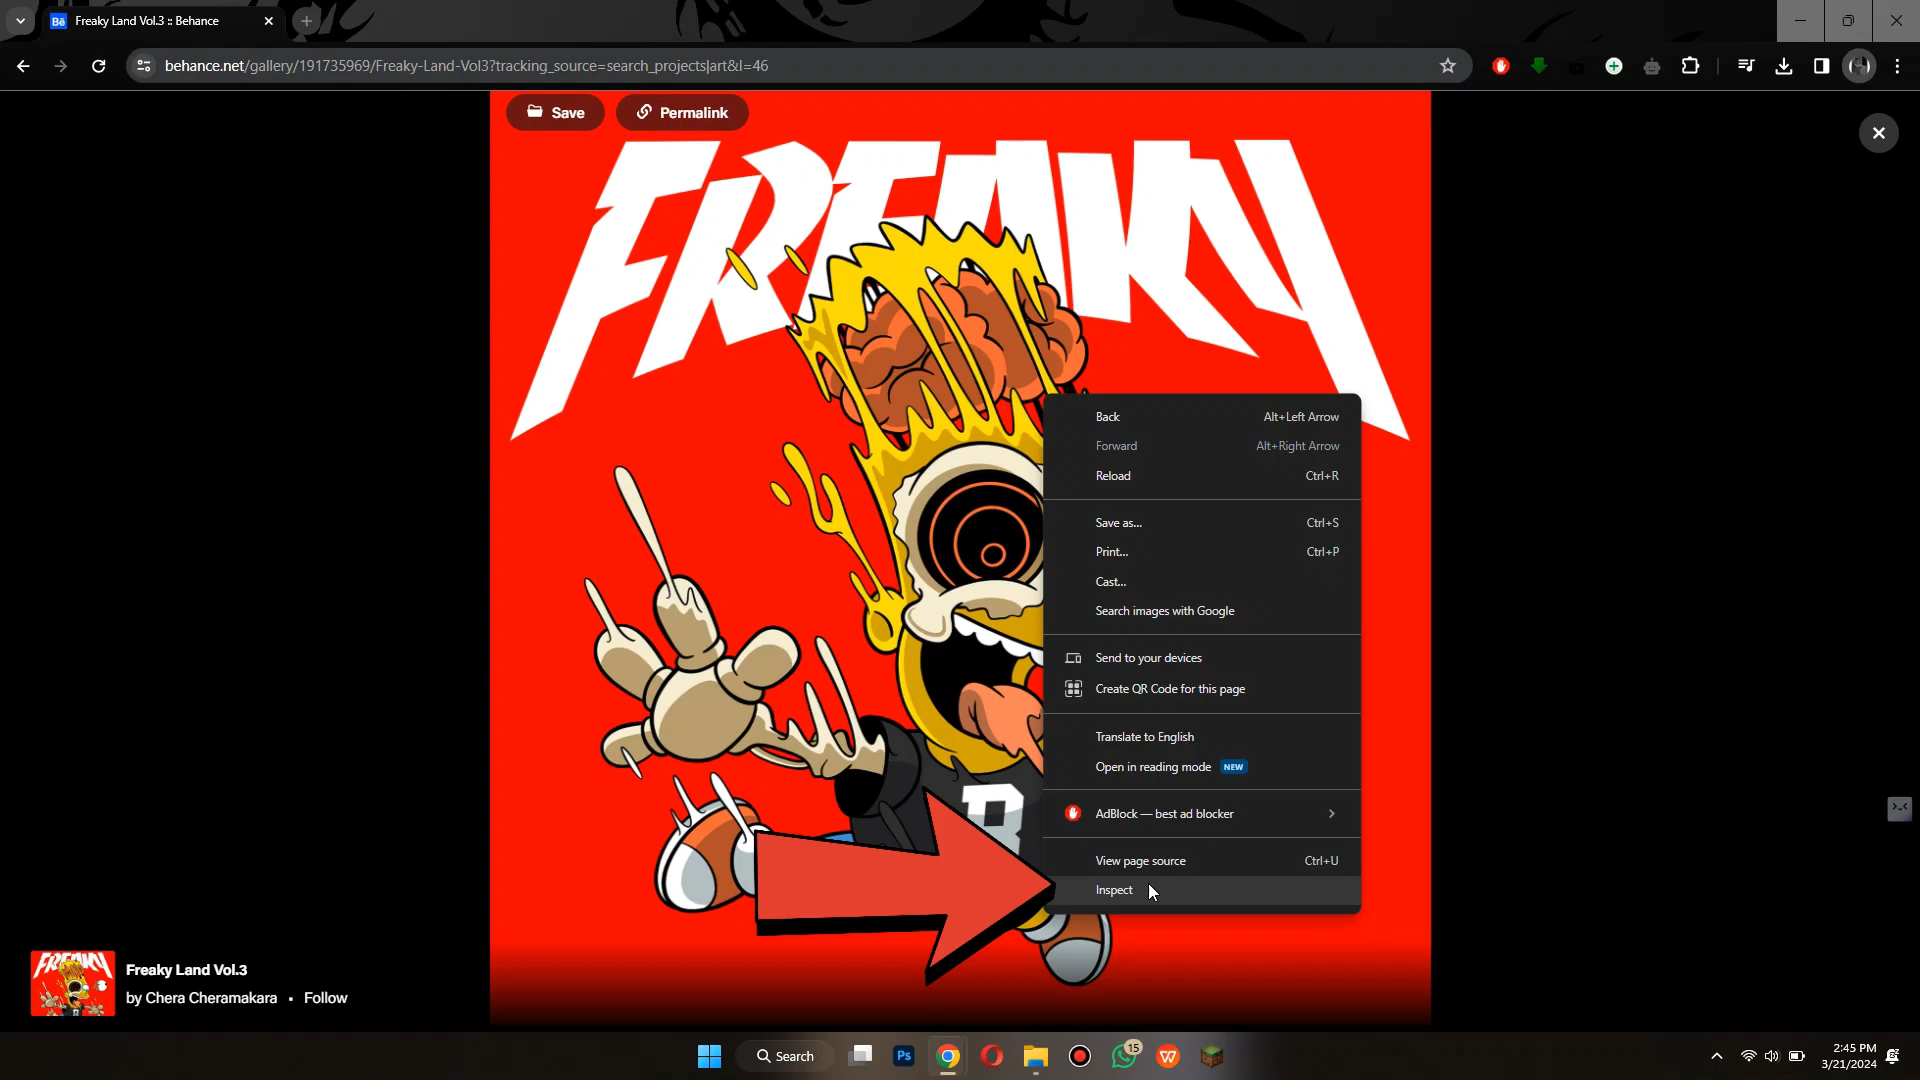 Bē Freaky Land Vol.3 :: Behance
behance.net/gallery/191735969/Freaky-Land-Vol3?tracking_source=search_projects|art&l=46
Save
Permalink
FREAKY
Back Alt+Left Arrow
Forward Alt+Right Arrow
Reload Ctrl+R
Save as... Ctrl+S
Print... Ctrl+P
Cast...
Search images with Google
Send to your devices
Create QR Code for this page
Translate to English
Open in reading mode NEW
AdBlock — best ad blocker
View page source Ctrl+U
Inspect
B
FREAKY
Freaky Land Vol.3
by Chera Cheramakara • Follow
Search
Ps
15
W
2:45 PM
3/21/2024